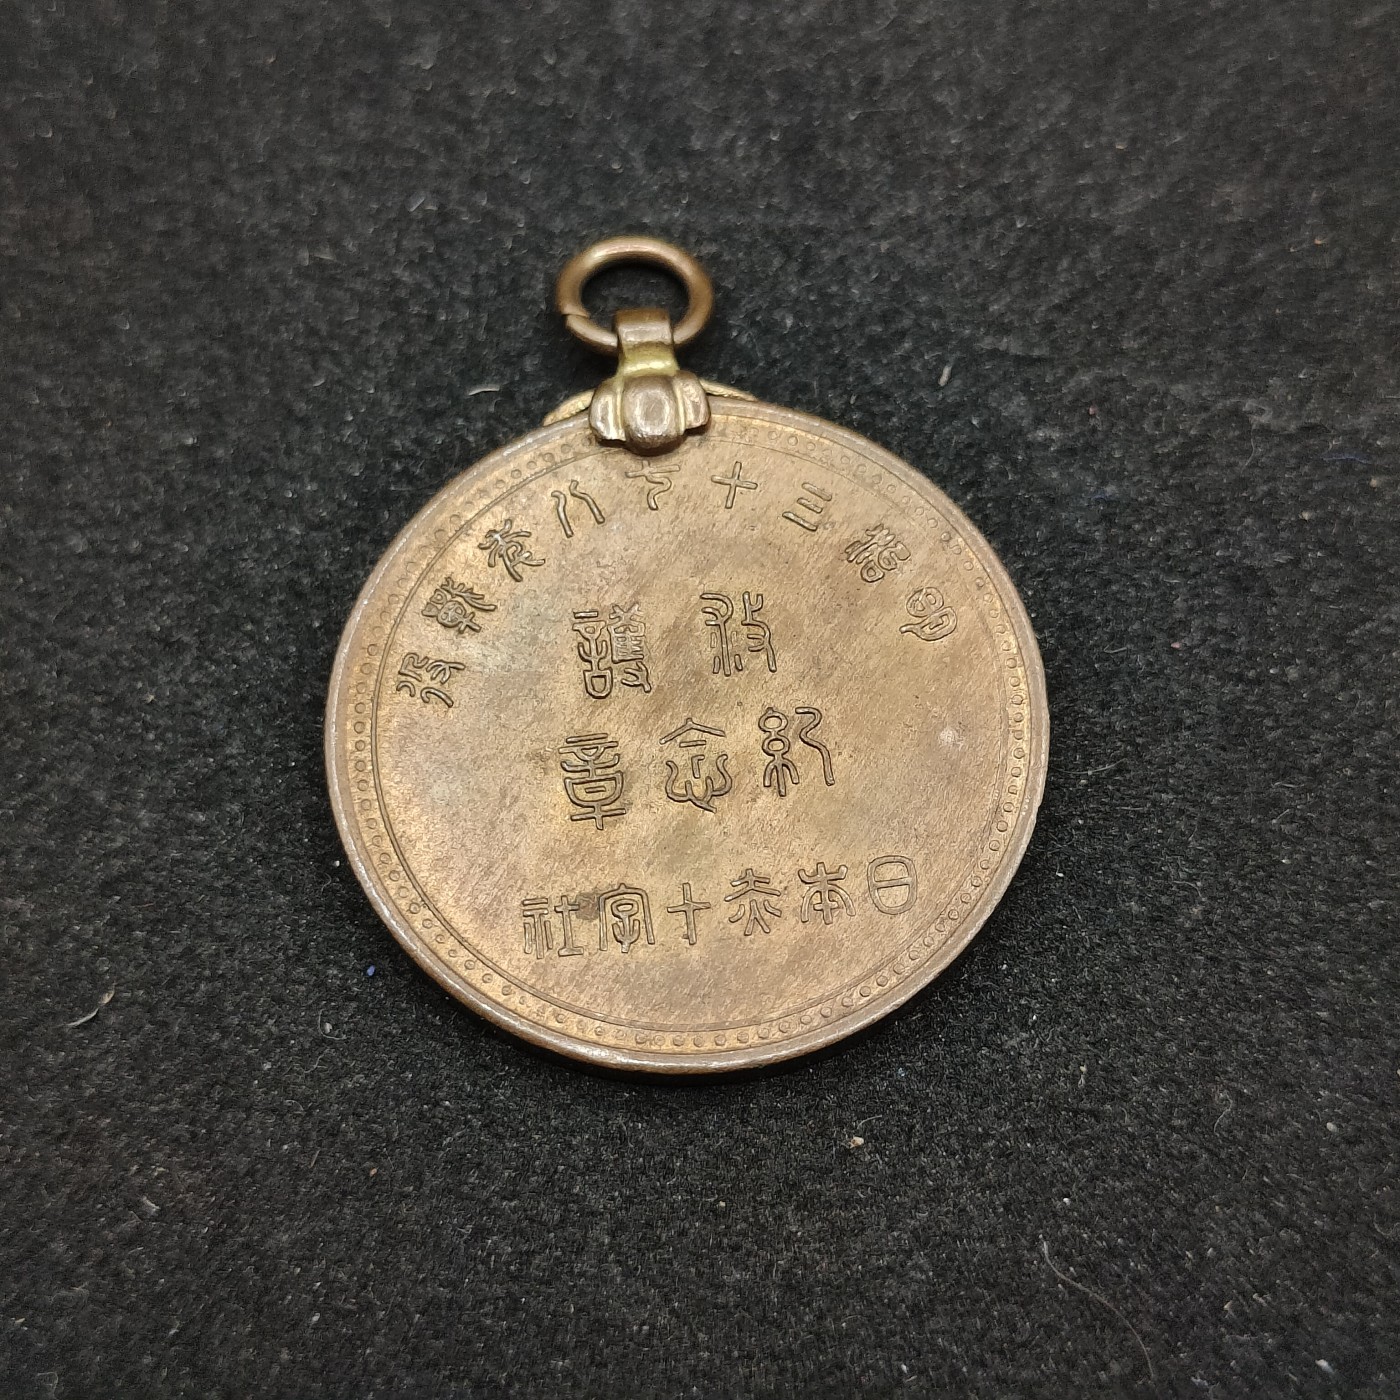 明治三十七八年戰役
救護
紀念章
日本赤十字社